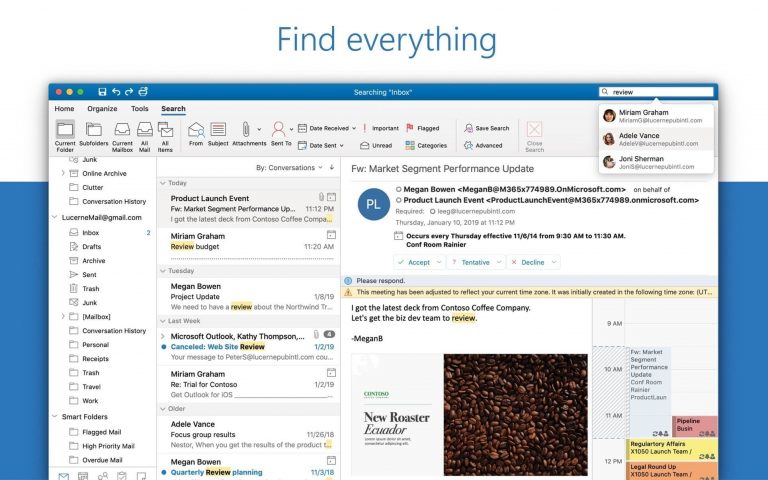 Find everything
Searching "Inbox"
review
Home Organize Tools Search
Miriam Graham
MiriamG@lucernepubintl.com
Adele Vance
AdeleV@lucernepubintl.com
Joni Sherman
JoniS@lucernepubintl.com
Current Folder
Subfolders
Current Mailbox
All Mail
All Items
From
Subject
Attachments
Sent To
Date Received
Date Sent
Important
Unread
Flagged
Categories
Save Search
Advanced
Close Search
Junk
Online Archive
Clutter
Conversation History
LucerneMail@gmail.com
Inbox 2
Drafts
Archive
Sent
Trash
Junk
[Mailbox]
Conversation History
Personal
Receipts
Trash
Travel
Work
Smart Folders
Flagged Mail
High Priority Mail
Overdue Mail
By: Conversations
Today
Product Launch Event
Fw: Market Segment Performance Up... 11:12 PM
I got the latest deck from Contoso Coffee Compa...
Miriam Graham
Review budget 11:20 AM
Tuesday
Megan Bowen
Project Update 1/8/19
We need to have a review about the Northwind Tr...
Last Week
Microsoft Outlook, Kathy Thompson,... 4
Canceled: Web Site Review 1/2/19
Your message to PeterS@lucernepubintl.com cou...
Miriam Graham
Re: Trial for Contoso 1/2/19
Get Outlook for iOS
Older
Adele Vance
Focus group results 11/26/18
Nestor, When you get the results of the product t...
Megan Bowen
Quarterly Review planning 11/3/18
Fw: Market Segment Performance Update
PL
Megan Bowen <MeganB@M365x774989.OnMicrosoft.com> on behalf of
Product Launch Event <ProductLaunchEvent@M365x774989.onmicrosoft.com>
Required: leeg@lucernepubintl.com
Thursday, January 10, 2019 at 11:12 PM
Occurs every Thursday effective 11/6/14 from 9:30 AM to 11:30 AM.
Conf Room Rainier
Accept ? Tentative Decline
Please respond.
This meeting has been adjusted to reflect your current time zone. It was initially created in the following time zone: (UT...
I got the latest deck from Contoso Coffee Company.
Let's get the biz dev team to review.
-MeganB
CONTOSO
New Roaster
Ecuador
9 AM
10 AM
11 AM
12 PM
Fw: Market
Segment
Performance
Update
Conf Room
Rainier
ProductLaun
Pipeline
Busin
Regulartory Affairs
X1050 Launch Team /
Legal Round Up
X1050 Launch Team /